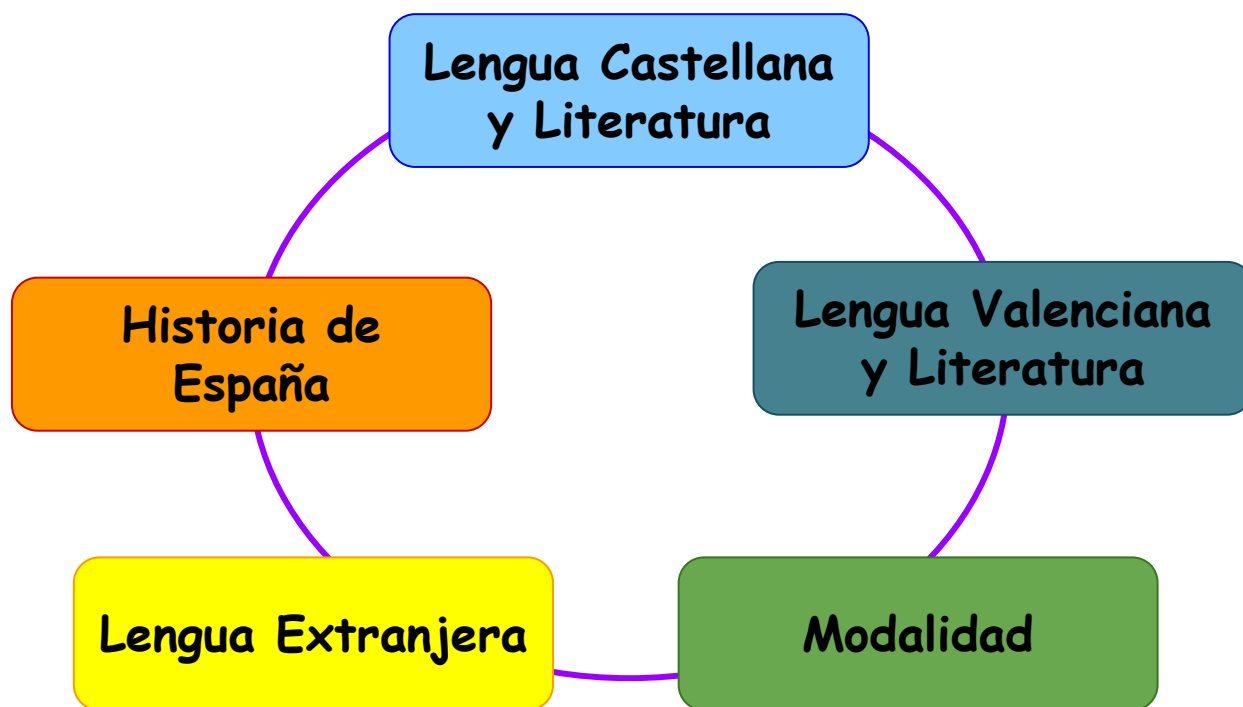 Lengua Castellana
y Literatura
Historia de
España
Lengua Valenciana
y Literatura
Lengua Extranjera
Modalidad